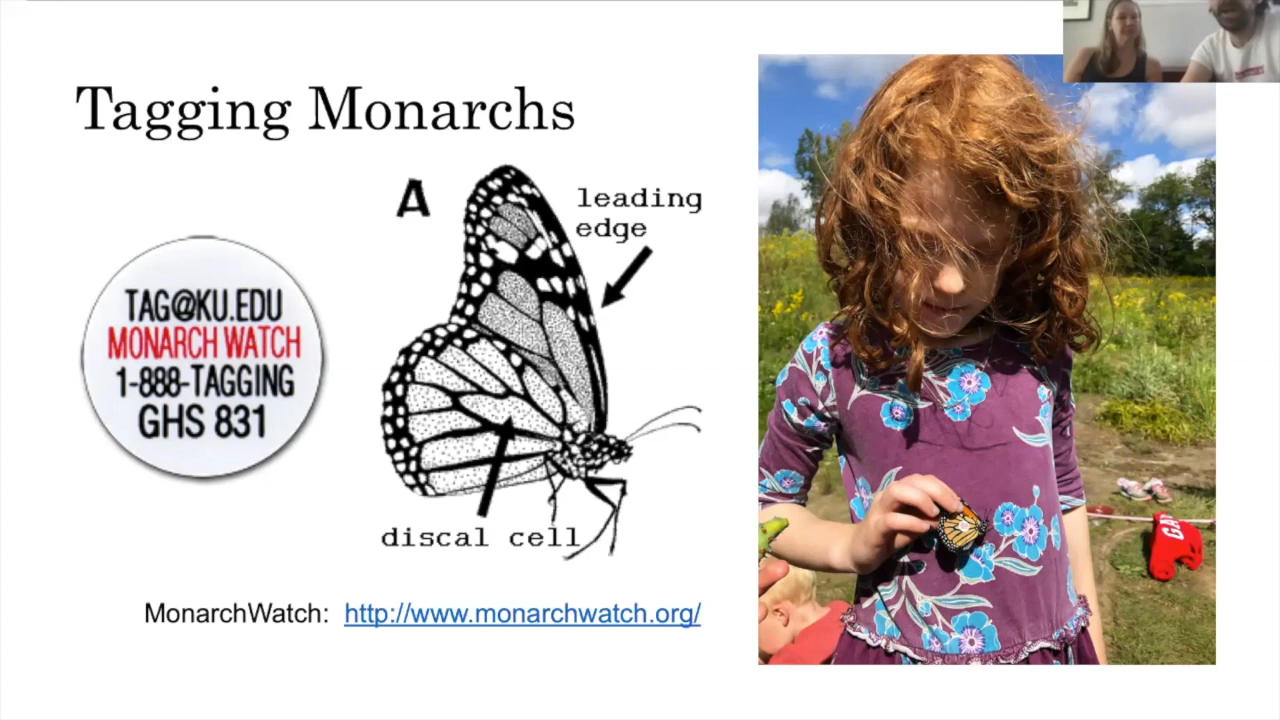 Tagging Monarchs
A
leading
edge
TAG@KU.EDU
MONARCH WATCH
1-888-TAGGING
GHS 831
discal cell
MonarchWatch: http://www.monarchwatch.org/
GA